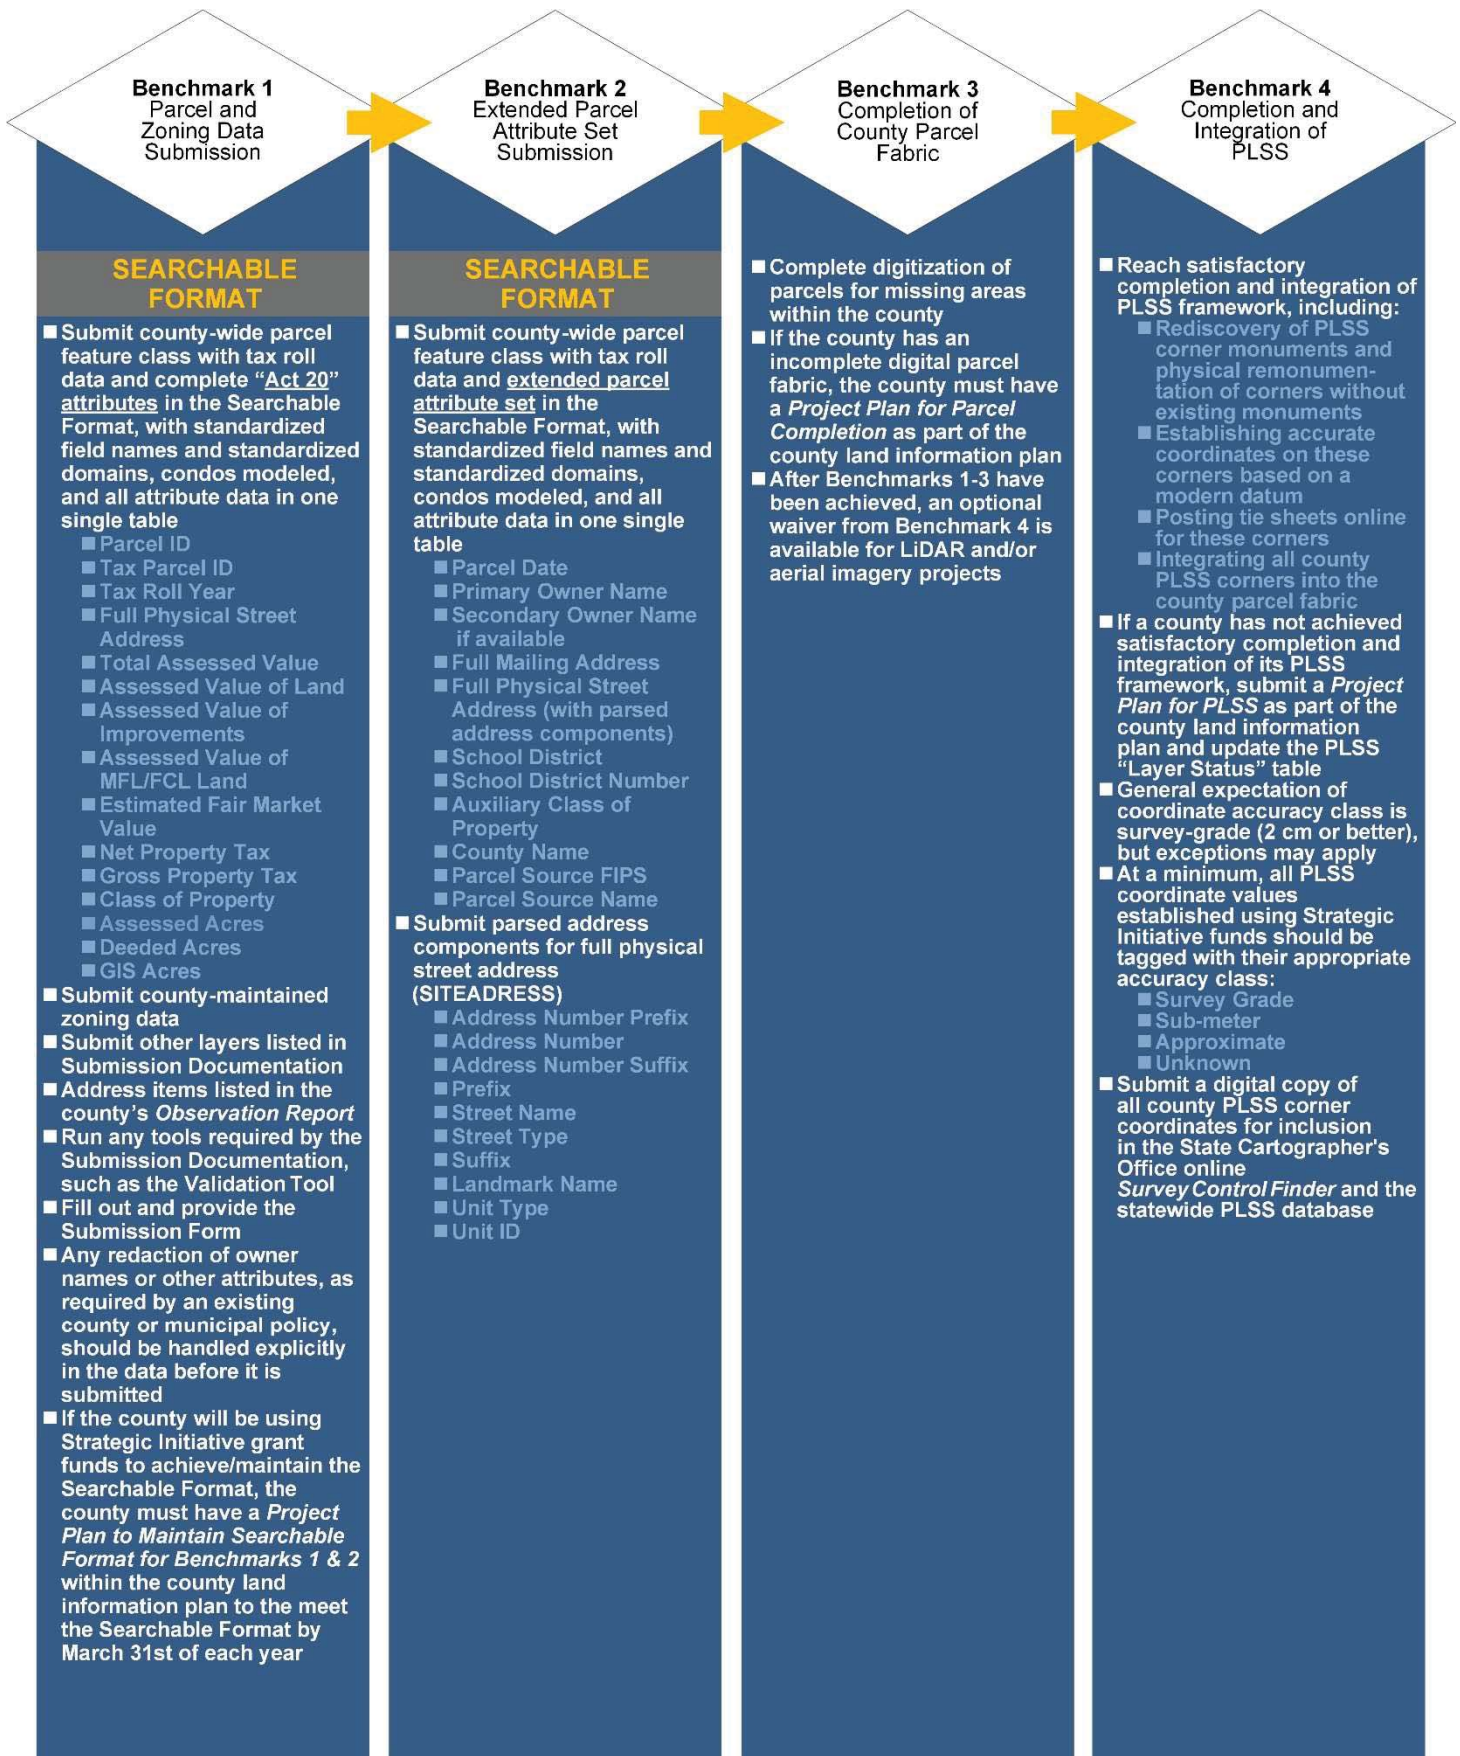 Benchmark 1
Parcel and
Zoning Data
Submission
SEARCHABLE
FORMAT
■ Submit county-wide parcel
feature class with tax roll
data and complete “Act 20”
attributes in the Searchable
Format, with standardized
field names and standardized
domains, condos modeled,
and all attribute data in one
single table
■ Parcel ID
■ Tax Parcel ID
■ Tax Roll Year
■ Full Physical Street
Address
■ Total Assessed Value
■ Assessed Value of Land
■ Assessed Value of
Improvements
■ Assessed Value of
MFL/FCL Land
■ Estimated Fair Market
Value
■ Net Property Tax
■ Gross Property Tax
■ Class of Property
■ Assessed Acres
■ Deeded Acres
■ GIS Acres
■ Submit county-maintained
zoning data
■ Submit other layers listed in
Submission Documentation
■ Address items listed in the
county’s Observation Report
■ Run any tools required by the
Submission Documentation,
such as the Validation Tool
■ Fill out and provide the
Submission Form
■ Any redaction of owner
names or other attributes, as
required by an existing
county or municipal policy,
should be handled explicitly
in the data before it is
submitted
■ If the county will be using
Strategic Initiative grant
funds to achieve/maintain the
Searchable Format, the
county must have a Project
Plan to Maintain Searchable
Format for Benchmarks 1 & 2
within the county land
information plan to the meet
the Searchable Format by
March 31st of each year
Benchmark 2
Extended Parcel
Attribute Set
Submission
SEARCHABLE
FORMAT
■ Submit county-wide parcel
feature class with tax roll
data and extended parcel
attribute set in the
Searchable Format, with
standardized field names and
standardized domains,
condos modeled, and all
attribute data in one single
table
■ Parcel Date
■ Primary Owner Name
■ Secondary Owner Name
if available
■ Full Mailing Address
■ Full Physical Street
Address (with parsed
address components)
■ School District
■ School District Number
■ Auxiliary Class of
Property
■ County Name
■ Parcel Source FIPS
■ Parcel Source Name
■ Submit parsed address
components for full physical
street address
(SITEADRESS)
■ Address Number Prefix
■ Address Number
■ Address Number Suffix
■ Prefix
■ Street Name
■ Street Type
■ Suffix
■ Landmark Name
■ Unit Type
■ Unit ID
Benchmark 3
Completion of
County Parcel
Fabric
■ Complete digitization of
parcels for missing areas
within the county
■ If the county has an
incomplete digital parcel
fabric, the county must have
a Project Plan for Parcel
Completion as part of the
county land information plan
■ After Benchmarks 1-3 have
been achieved, an optional
waiver from Benchmark 4 is
available for LiDAR and/or
aerial imagery projects
Benchmark 4
Completion and
Integration of
PLSS
■ Reach satisfactory
completion and integration of
PLSS framework, including:
■ Rediscovery of PLSS
corner monuments and
physical remonumen-
tation of corners without
existing monuments
■ Establishing accurate
coordinates on these
corners based on a
modern datum
■ Posting tie sheets online
for these corners
■ Integrating all county
PLSS corners into the
county parcel fabric
■ If a county has not achieved
satisfactory completion and
integration of its PLSS
framework, submit a Project
Plan for PLSS as part of the
county land information
plan and update the PLSS
“Layer Status” table
■ General expectation of
coordinate accuracy class is
survey-grade (2 cm or better),
but exceptions may apply
■ At a minimum, all PLSS
coordinate values
established using Strategic
Initiative funds should be
tagged with their appropriate
accuracy class:
■ Survey Grade
■ Sub-meter
■ Approximate
■ Unknown
■ Submit a digital copy of
all county PLSS corner
coordinates for inclusion
in the State Cartographer's
Office online
Survey Control Finder and the
statewide PLSS database